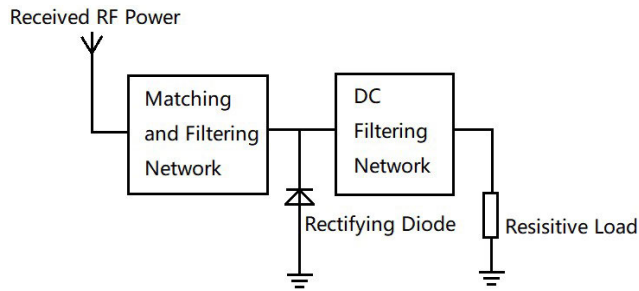 Received RF Power
Matching
and Filtering
Network
DC
Filtering
Network
Rectifying Diode
Resisitive Load